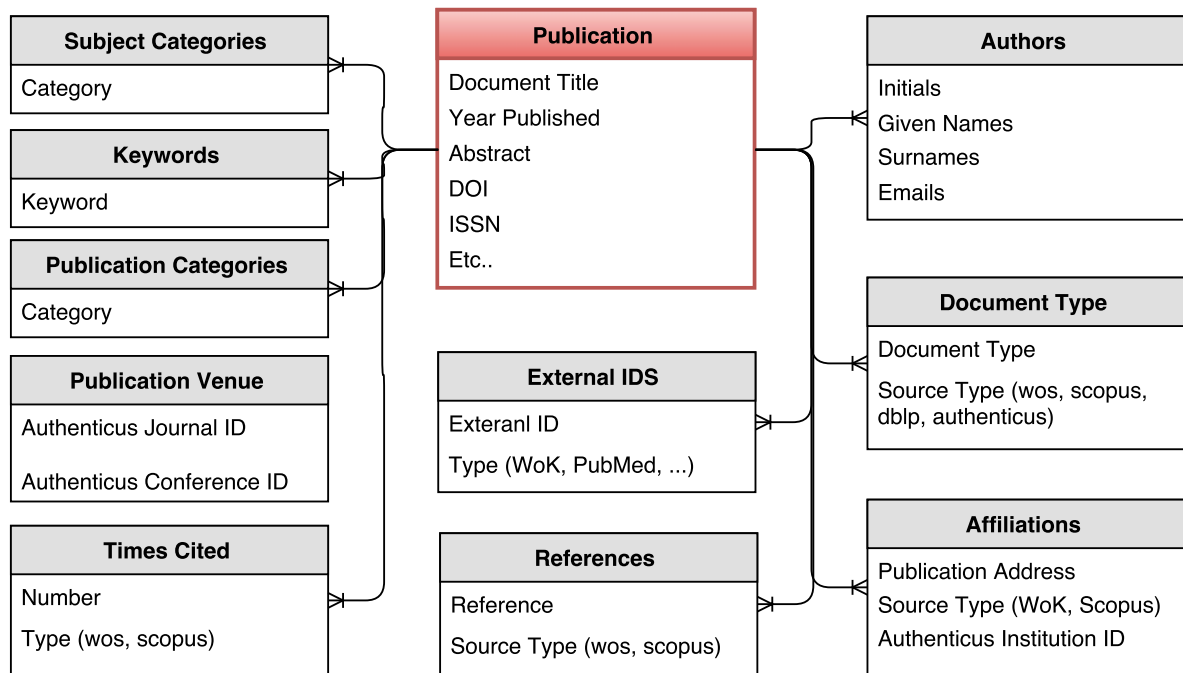 Subject Categories
Category
Keywords
Keyword
Publication Categories
Category
Publication Venue
Authenticus Journal ID
Authenticus Conference ID
Times Cited
Number
Type (wos, scopus)
Publication
Document Title
Year Published
Abstract
DOI
ISSN
Etc..
External IDS
Exteranl ID
Type (WoK, PubMed, ...)
References
Reference
Source Type (wos, scopus)
Authors
Initials
Given Names
Surnames
Emails
Document Type
Document Type
Source Type (wos, scopus,
dblp, authenticus)
Affiliations
Publication Address
Source Type (WoK, Scopus)
Authenticus Institution ID